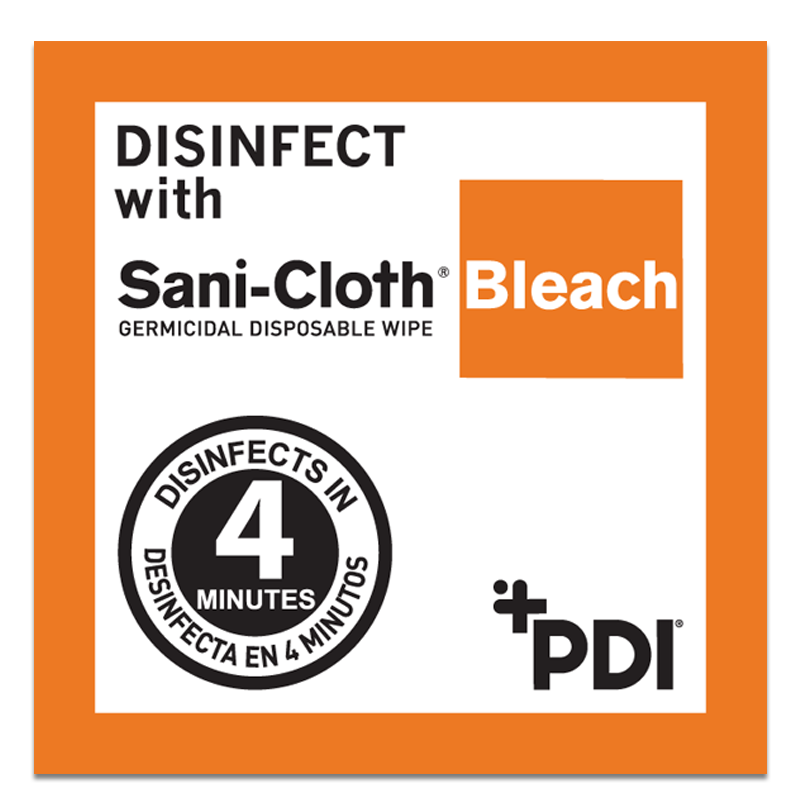 DISINFECT
with
Sani-Cloth® Bleach
GERMICIDAL DISPOSABLE WIPE
DISINFECTS IN
4
MINUTES
DESINFECTA EN 4 MINUTOS
PDI®